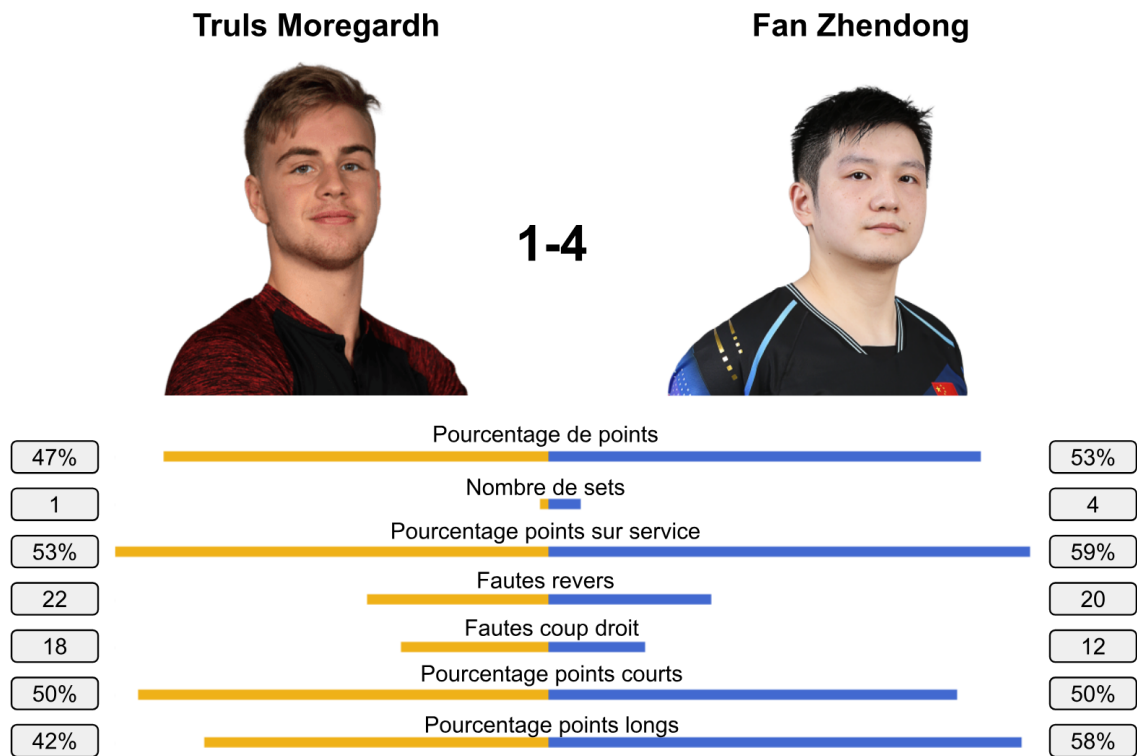 Truls Moregardh
Fan Zhendong
1-4
Pourcentage de points
47%
53%
Nombre de sets
1
4
Pourcentage points sur service
53%
59%
Fautes revers
22
20
Fautes coup droit
18
12
Pourcentage points courts
50%
50%
Pourcentage points longs
42%
58%